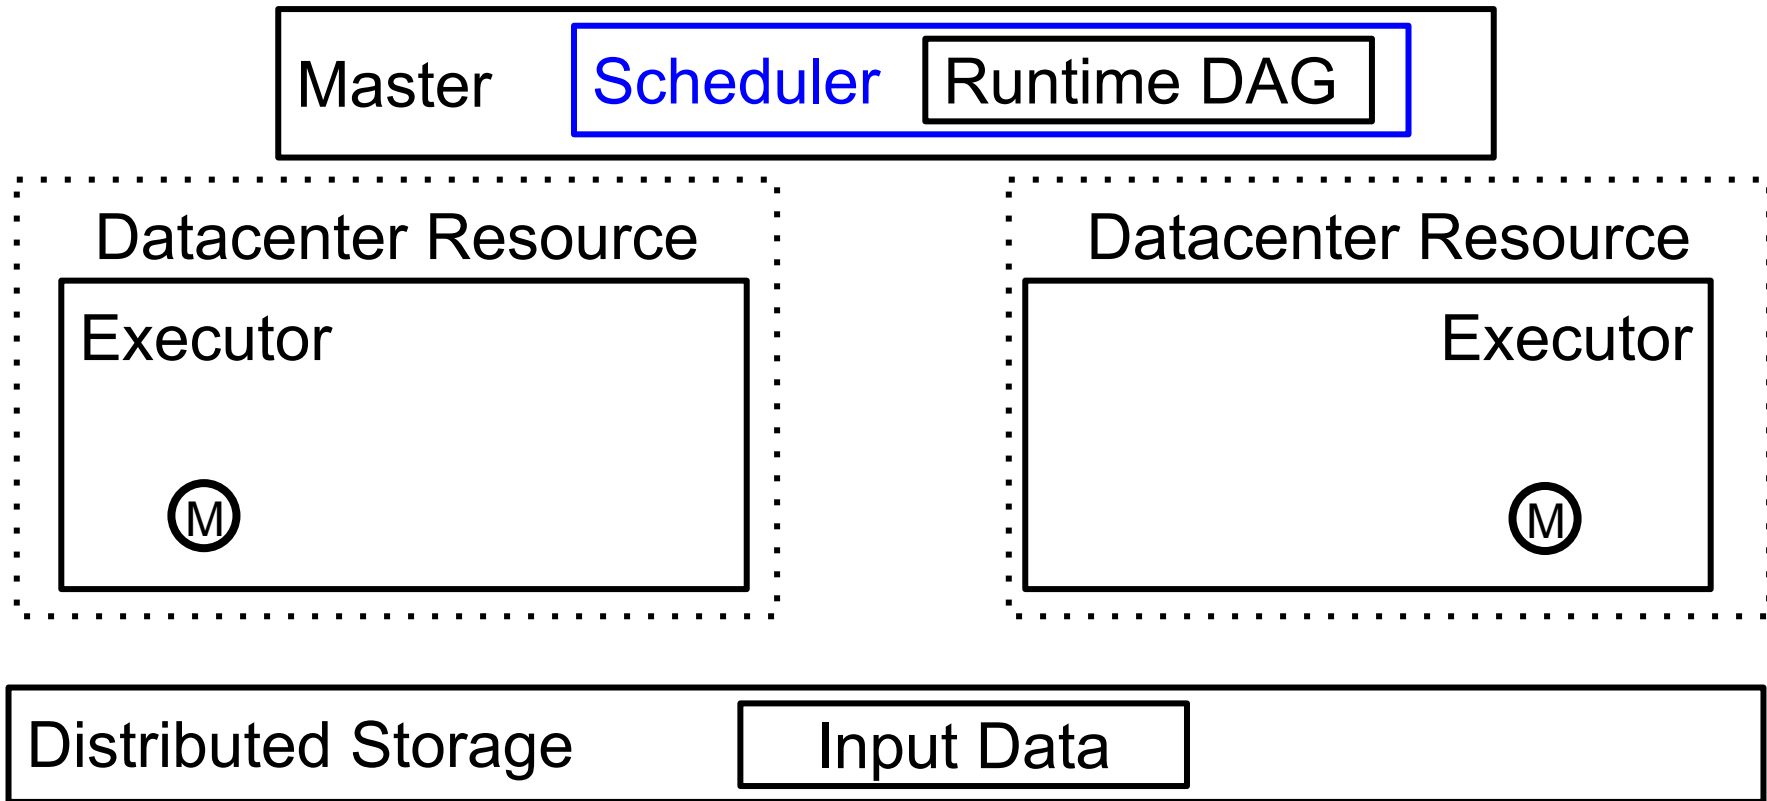 Master Scheduler Runtime DAG
Datacenter Resource Datacenter Resource
Executor Executor
M M
Distributed Storage Input Data